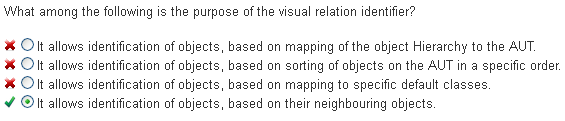 What among the following is the purpose of the visual relation identifier?
It allows identification of objects, based on mapping of the object Hierarchy to the AUT.
It allows identification of objects, based on sorting of objects on the AUT in a specific order.
It allows identification of objects, based on mapping to specific default classes.
It allows identification of objects, based on their neighbouring objects.